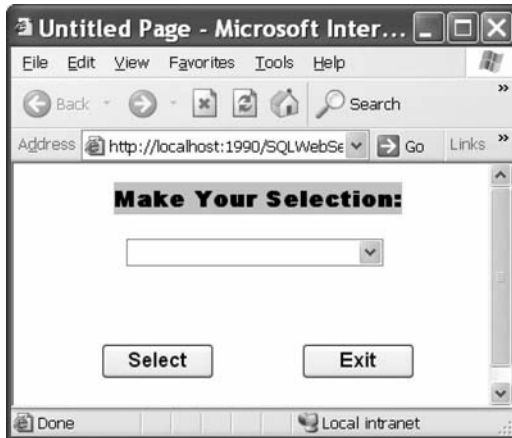 Untitled Page - Microsoft Inter...
File Edit View Favorites Tools Help
Back Search »
Address http://localhost:1990/SQLWebSe Go Links »
Make Your Selection:
Select Exit
Done Local intranet